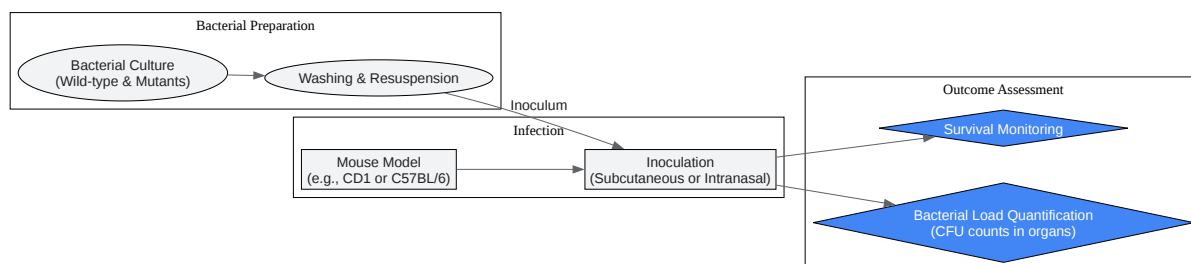 Bacterial Preparation
Bacterial Culture
(Wild-type & Mutants)
Washing & Resuspension
Inoculum
Infection
Mouse Model
(e.g., CD1 or C57BL/6)
Inoculation
(Subcutaneous or Intranasal)
Outcome Assessment
Survival Monitoring
Bacterial Load Quantification
(CFU counts in organs)